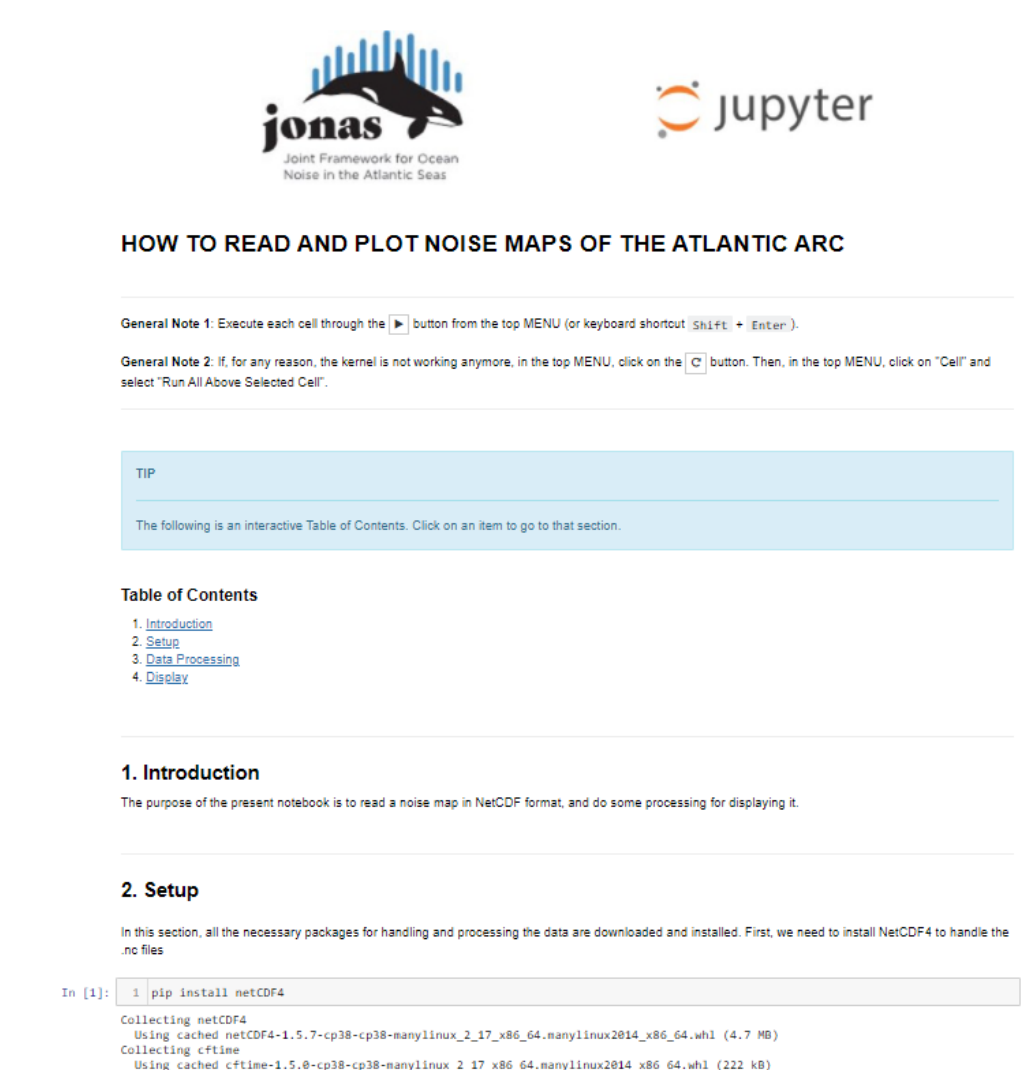 jonas
Joint Framework for Ocean
Noise in the Atlantic Seas
jupyter
HOW TO READ AND PLOT NOISE MAPS OF THE ATLANTIC ARC
General Note 1: Execute each cell through the ▶ button from the top MENU (or keyboard shortcut Shift + Enter ).
General Note 2: If, for any reason, the kernel is not working anymore, in the top MENU, click on the C button. Then, in the top MENU, click on "Cell" and
select "Run All Above Selected Cell".
TIP
The following is an interactive Table of Contents. Click on an item to go to that section.
Table of Contents
1. Introduction
2. Setup
3. Data Processing
4. Display
1. Introduction
The purpose of the present notebook is to read a noise map in NetCDF format, and do some processing for displaying it.
2. Setup
In this section, all the necessary packages for handling and processing the data are downloaded and installed. First, we need to install NetCDF4 to handle the
.nc files
In [1]: 1 pip install netCDF4
Collecting netCDF4
Using cached netCDF4-1.5.7-cp38-cp38-manylinux_2_17_x86_64.manylinux2014_x86_64.whl (4.7 MB)
Collecting cftime
Using cached cftime-1.5.0-cp38-cp38-manylinux_2_17_x86_64.manylinux2014_x86_64.whl (222 kB)